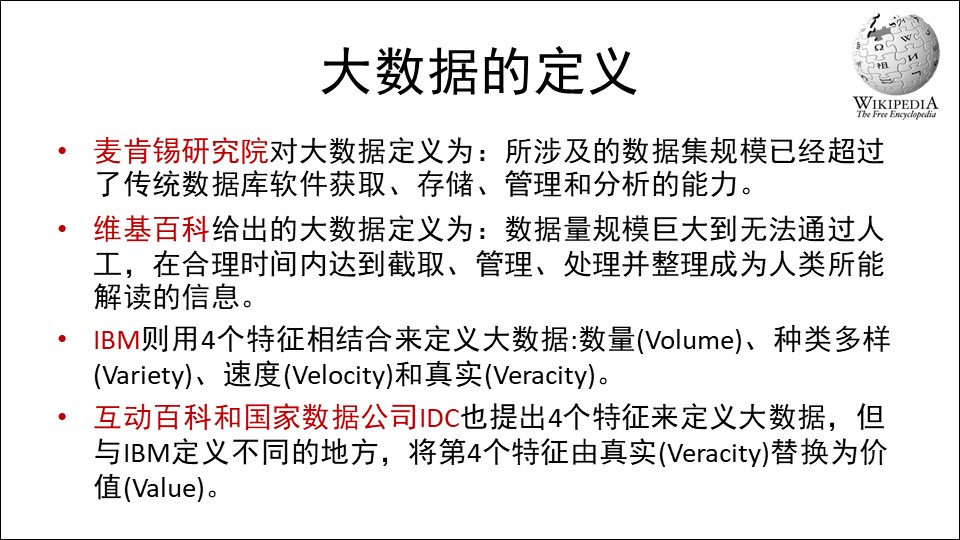 大数据的定义
WIKIPEDIA
The Free Encyclopedia
• 麦肯锡研究院对大数据定义为：所涉及的数据集规模已经超过
了传统数据库软件获取、存储、管理和分析的能力。
• 维基百科给出的大数据定义为：数据量规模巨大到无法通过人
工，在合理时间内达到截取、管理、处理并整理成为人类所能
解读的信息。
• IBM则用4个特征相结合来定义大数据:数量(Volume)、种类多样
(Variety)、速度(Velocity)和真实(Veracity)。
• 互动百科和国家数据公司IDC也提出4个特征来定义大数据，但
与IBM定义不同的地方，将第4个特征由真实(Veracity)替换为价
值(Value)。